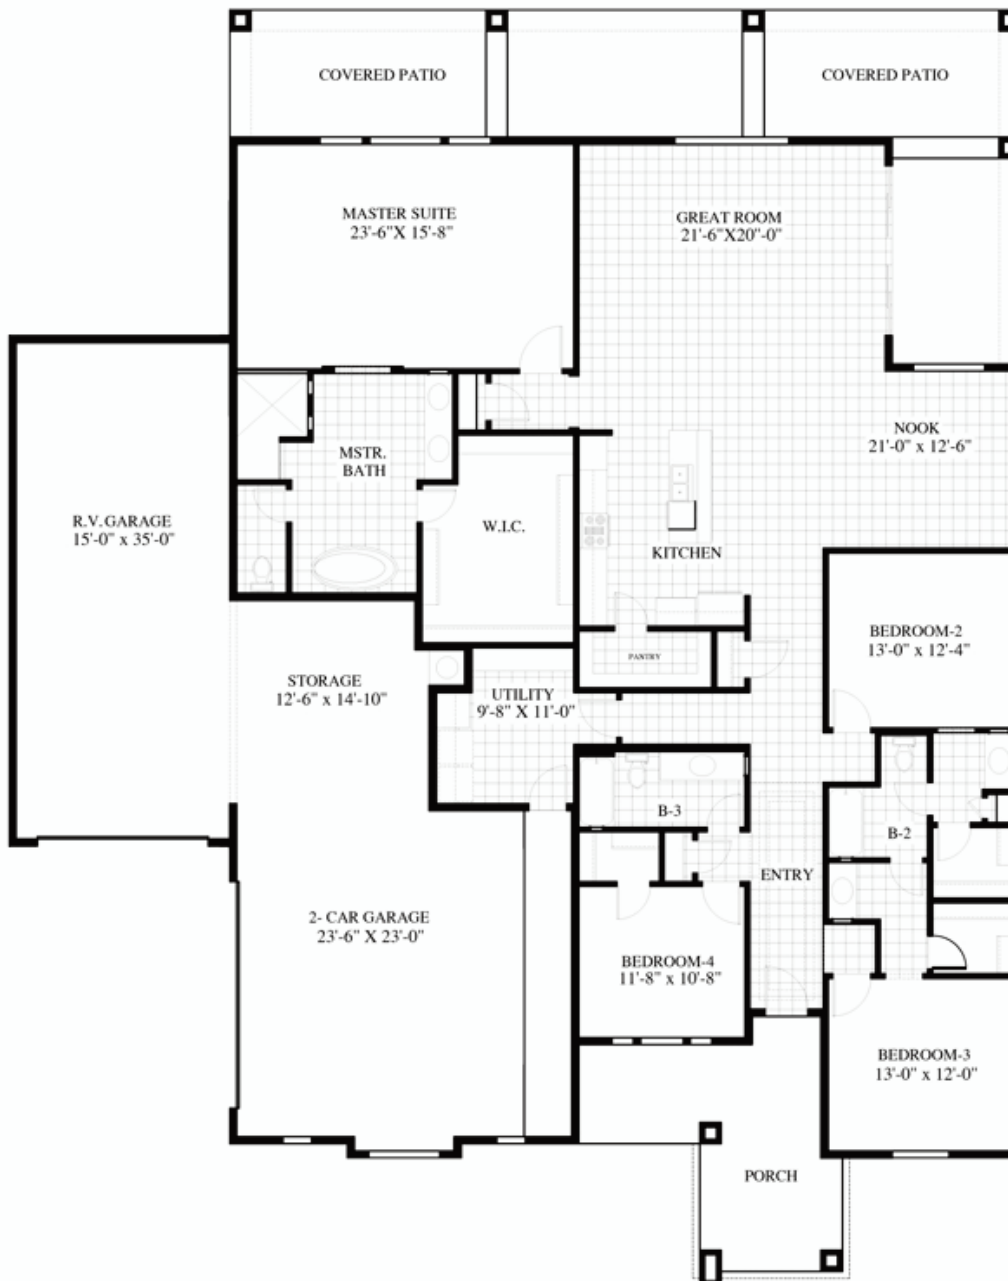 COVERED PATIO
COVERED PATIO
MASTER SUITE
23'-6"X 15'-8"
GREAT ROOM
21'-6"X20"-0"
NOOK
21'-0" x 12'-6"
MSTR.
BATH
R.V. GARAGE
15'-0" x 35'-0"
W.I.C.
KITCHEN
BEDROOM-2
13'-0" x 12'-4"
PANTRY
STORAGE
12'-6" x 14'-10"
UTILITY
9'-8" X 11'-0"
B-3
B-2
ENTRY
2- CAR GARAGE
23'-6" X 23'-0"
BEDROOM-4
11'-8" x 10'-8"
BEDROOM-3
13'-0" x 12'-0"
PORCH